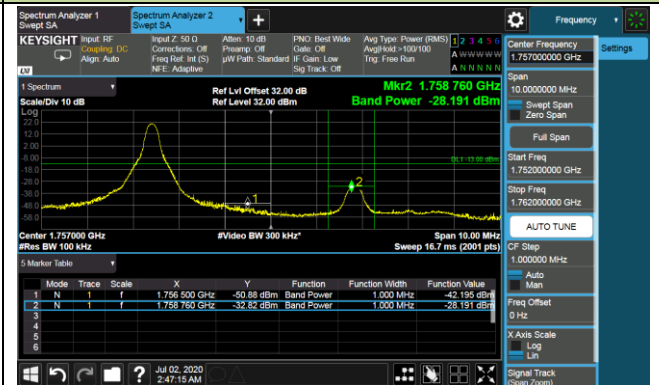 Spectrum Analyzer 1
Swept SA
Spectrum Analyzer 2
Swept SA
+
Frequency
KEYSIGHT
Input: RF
Coupling: DC
Align: Auto
Input Z: 50 Ω
Corrections: Off
Freq Ref: Int (S)
NFE: Adaptive
Atten: 10 dB
Preamp: Off
µW Path: Standard
PNO: Best Wide
Gate: Off
IF Gain: Low
Sig Track: Off
Avg Type: Power (RMS)
Avg|Hold:>100/100
Trig: Free Run
1 2 3 4 5 6
A W W W W W
A N N N N N
LM
1 Spectrum
Scale/Div 10 dB
Ref Lvl Offset 32.00 dB
Ref Level 32.00 dBm
Mkr2 1.758 760 GHz
Band Power -28.191 dBm
Log
22.0
12.0
2.00
-8.00
-18.0
-28.0
-38.0
-48.0
-58.0
DL1 -13.00 dBm
1
2
Center 1.757000 GHz
#Res BW 100 kHz
#Video BW 300 kHz*
Span 10.00 MHz
Sweep 16.7 ms (2001 pts)
5 Marker Table
Mode Trace Scale X Y Function Function Width Function Value
1 N 1 f 1.756 500 GHz -50.88 dBm Band Power 1.000 MHz -42.195 dBm
2 N 1 f 1.758 760 GHz -32.82 dBm Band Power 1.000 MHz -28.191 dBm
3
4
5
6
Jul 02, 2020
2:47:15 AM
Settings
Center Frequency
1.757000000 GHz
Span
10.0000000 MHz
Swept Span
Zero Span
Full Span
Start Freq
1.752000000 GHz
Stop Freq
1.762000000 GHz
AUTO TUNE
CF Step
1.000000 MHz
Auto
Man
Freq Offset
0 Hz
X Axis Scale
Log
Lin
Signal Track
(Span Zoom)